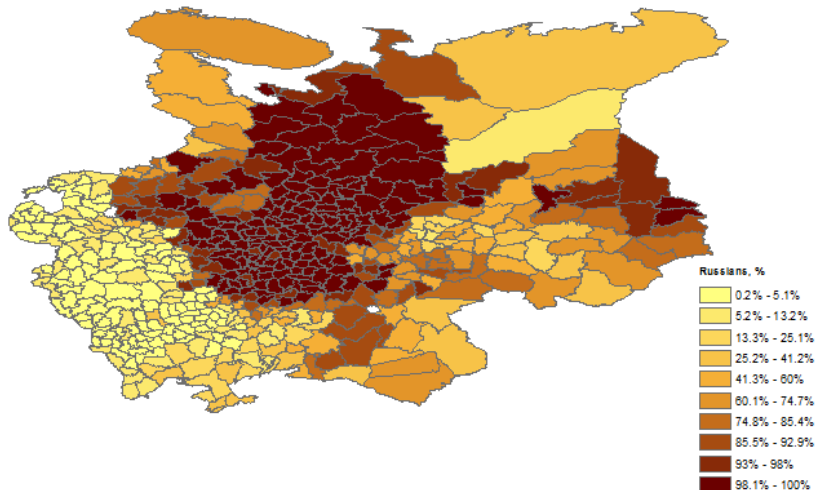 Russians, %
0.2% - 5.1%
5.2% - 13.2%
13.3% - 25.1%
25.2% - 41.2%
41.3% - 60%
60.1% - 74.7%
74.8% - 85.4%
85.5% - 92.9%
93% - 98%
98.1% - 100%